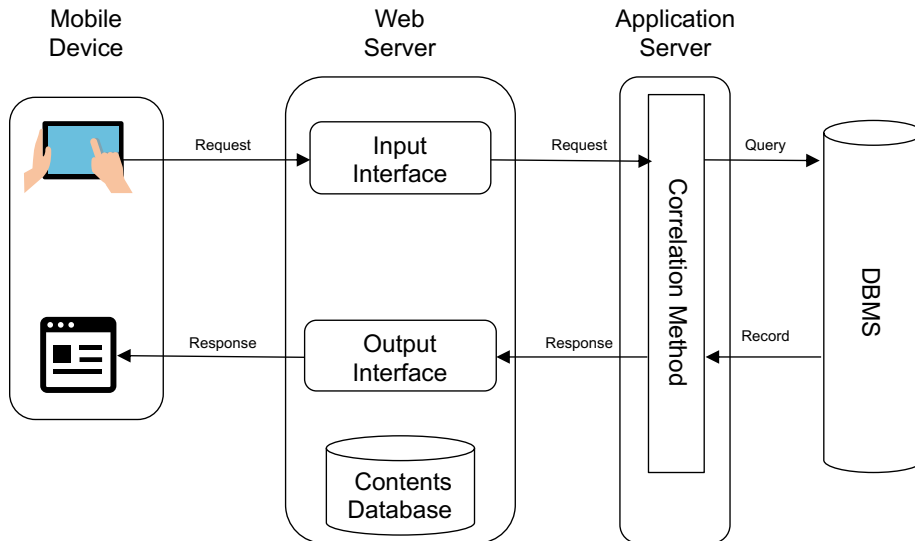 Mobile
Device
Web
Server
Application
Server
Request
Input
Interface
Request
Query
Correlation Method
DBMS
Response
Output
Interface
Response
Record
Contents
Database